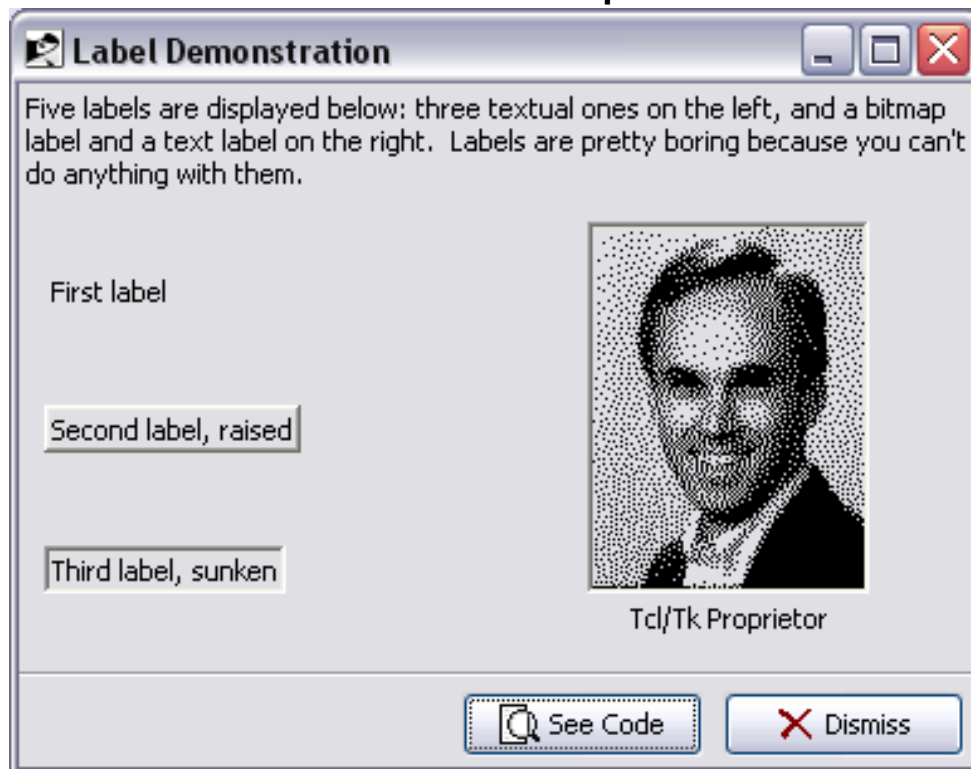 Label Demonstration
Five labels are displayed below: three textual ones on the left, and a bitmap
label and a text label on the right.  Labels are pretty boring because you can't
do anything with them.
First label
Second label, raised
Third label, sunken
Tcl/Tk Proprietor
See Code
Dismiss